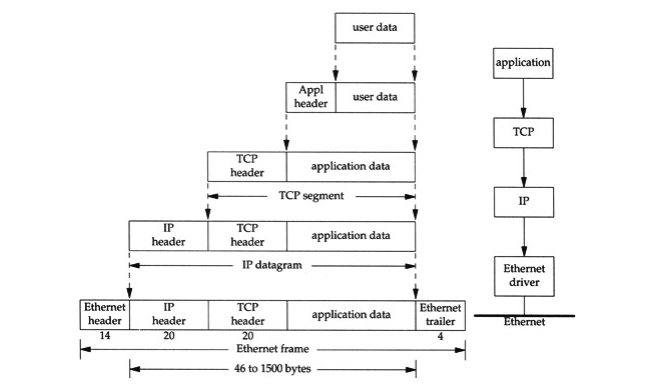 user data
application
Appl
header
user data
TCP
TCP
header
application data
TCP segment
IP
IP
header
TCP
header
application data
IP datagram
Ethernet
driver
Ethernet
header
IP
header
TCP
header
application data
Ethernet
trailer
Ethernet
14
20
20
4
Ethernet frame
46 to 1500 bytes